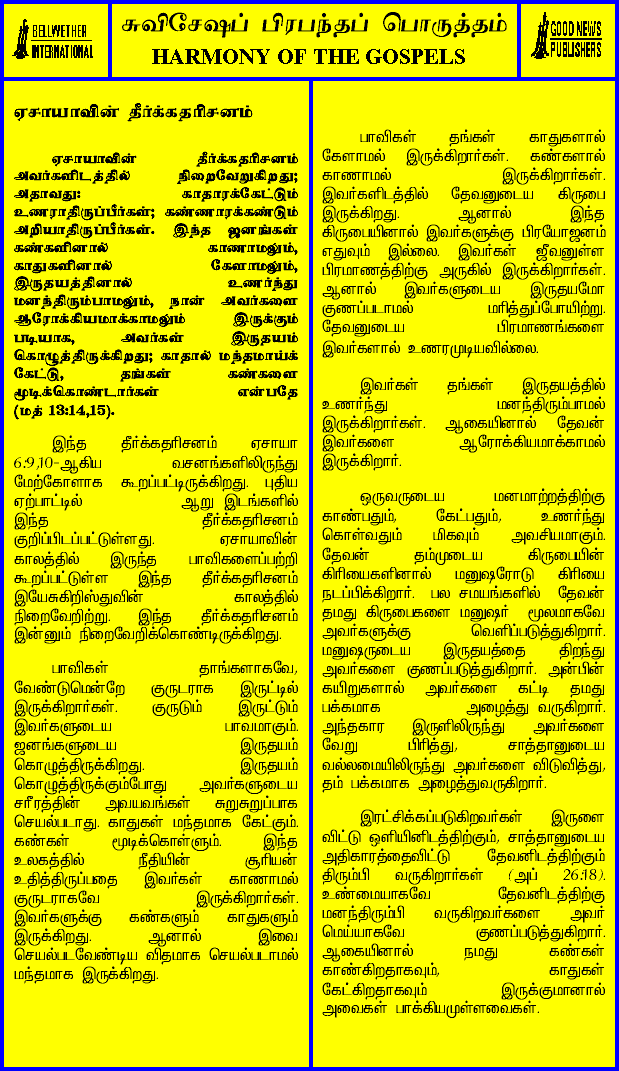 BELLWETHER
INTERNATIONAL
சுவிசேஷப் பிரபந்தப் பொருத்தம்
HARMONY OF THE GOSPELS
GOOD NEWS
PUBLISHERS
ஏசாயாவின் தீர்க்கதரிசனம்
ஏசாயாவின் தீர்க்கதரிசனம்
அவர்களிடத்தில் நிறைவேறுகிறது;
அதாவது: காதாரக்கேட்டும்
உணராதிருப்பீர்கள்; கண்ணாரக்கண்டும்
அறியாதிருப்பீர்கள். இந்த ஜனங்கள்
கண்களினால் காணாமலும்,
காதுகளினால் கேளாமலும்,
இருதயத்தினால் உணர்ந்து
மனந்திரும்பாமலும், நான் அவர்களை
ஆரோக்கியமாக்காமலும் இருக்கும்
படியாக, அவர்கள் இருதயம்
கொழுத்திருக்கிறது; காதால் மந்தமாய்க்
கேட்டு, தங்கள் கண்களை
மூடிக்கொண்டார்கள் என்பதே
(மத் 13:14,15).
இந்த தீர்க்கதரிசனம் ஏசாயா
6:9,10-ஆகிய வசனங்களிலிருந்து
மேற்கோளாக கூறப்பட்டிருக்கிறது. புதிய
ஏற்பாட்டில் ஆறு இடங்களில்
இந்த தீர்க்கதரிசனம்
குறிப்பிடப்பட்டுள்ளது. ஏசாயாவின்
காலத்தில் இருந்த பாவிகளைப்பற்றி
கூறப்பட்டுள்ள இந்த தீர்க்கதரிசனம்
இயேசுகிறிஸ்துவின் காலத்தில்
நிறைவேறிற்று. இந்த தீர்க்கதரிசனம்
இன்னும் நிறைவேறிக்கொண்டிருக்கிறது.
பாவிகள் தாங்களாகவே,
வேண்டுமென்றே குருடராக இருட்டில்
இருக்கிறார்கள். குருடும் இருட்டும்
இவர்களுடைய பாவமாகும்.
ஜனங்களுடைய இருதயம்
கொழுத்திருக்கிறது. இருதயம்
கொழுத்திருக்கும்போது அவர்களுடைய
சரீரத்தின் அவயவங்கள் சுறுசுறுப்பாக
செயல்படாது. காதுகள் மந்தமாக கேட்கும்.
கண்கள் மூடிக்கொள்ளும். இந்த
உலகத்தில் நீதியின் சூரியன்
உதித்திருப்பதை இவர்கள் காணாமல்
குருடராகவே இருக்கிறார்கள்.
இவர்களுக்கு கண்களும் காதுகளும்
இருக்கிறது. ஆனால் இவை
செயல்படவேண்டிய விதமாக செயல்படாமல்
மந்தமாக இருக்கிறது.
பாவிகள் தங்கள் காதுகளால்
கேளாமல் இருக்கிறார்கள். கண்களால்
காணாமல் இருக்கிறார்கள்.
இவர்களிடத்தில் தேவனுடைய கிருபை
இருக்கிறது. ஆனால் இந்த
கிருபையினால் இவர்களுக்கு பிரயோஜனம்
எதுவும் இல்லை. இவர்கள் ஜீவனுள்ள
பிரமாணத்திற்கு அருகில் இருக்கிறார்கள்.
ஆனால் இவர்களுடைய இருதயமோ
குணப்படாமல் மரித்துப்போயிற்று.
தேவனுடைய பிரமாணங்களை
இவர்களால் உணரமுடியவில்லை.
இவர்கள் தங்கள் இருதயத்தில்
உணர்ந்து மனந்திரும்பாமல்
இருக்கிறார்கள். ஆகையினால் தேவன்
இவர்களை ஆரோக்கியமாக்காமல்
இருக்கிறார்.
ஒருவருடைய மனமாற்றத்திற்கு
காண்பதும், கேட்பதும், உணர்ந்து
கொள்வதும் மிகவும் அவசியமாகும்.
தேவன் தம்முடைய கிருபையின்
கிரியைகளினால் மனுஷரோடு கிரியை
நடப்பிக்கிறார். பல சமயங்களில் தேவன்
தமது கிருபைகளை மனுஷர் மூலமாகவே
அவர்களுக்கு வெளிப்படுத்துகிறார்.
மனுஷருடைய இருதயத்தை திறந்து
அவர்களை குணப்படுத்துகிறார். அன்பின்
கயிறுகளால் அவர்களை கட்டி தமது
பக்கமாக அழைத்து வருகிறார்.
அந்தகார இருளிலிருந்து அவர்களை
வேறு பிரித்து, சாத்தானுடைய
வல்லமையிலிருந்து அவர்களை விடுவித்து,
தம் பக்கமாக அழைத்துவருகிறார்.
இரட்சிக்கப்படுகிறவர்கள் இருளை
விட்டு ஒளியினிடத்திற்கும், சாத்தானுடைய
அதிகாரத்தைவிட்டு தேவனிடத்திற்கும்
திரும்பி வருகிறார்கள் (அப் 26:18).
உண்மையாகவே தேவனிடத்திற்கு
மனந்திரும்பி வருகிறவர்களை அவர்
மெய்யாகவே குணப்படுத்துகிறார்.
ஆகையினால் நமது கண்கள்
காண்கிறதாகவும், காதுகள்
கேட்கிறதாகவும் இருக்குமானால்
அவைகள் பாக்கியமுள்ளவைகள்.